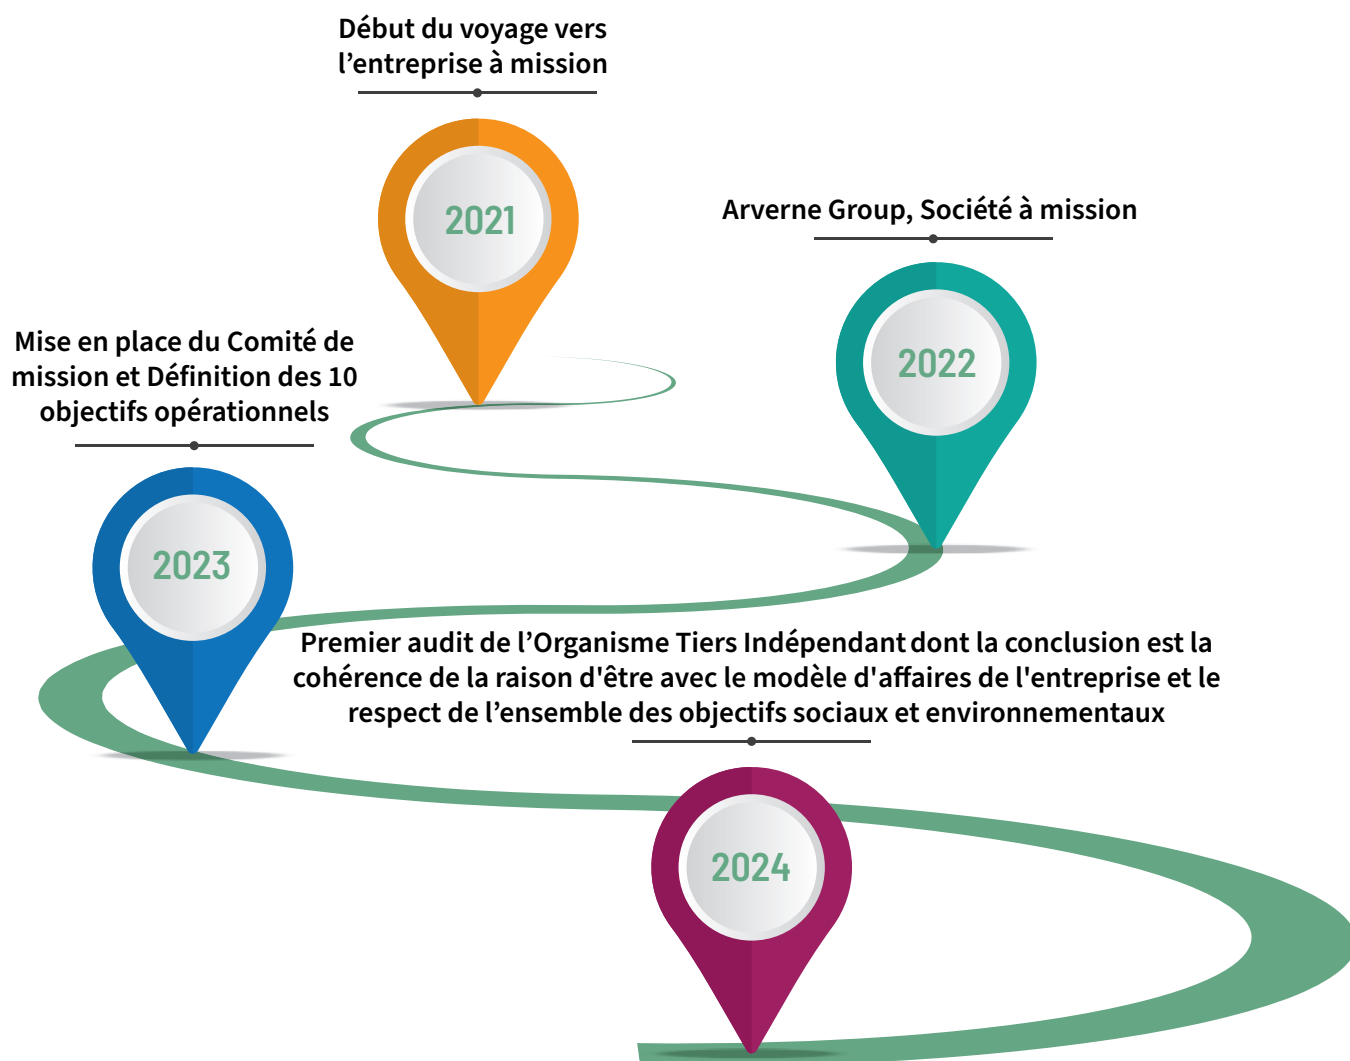 Début du voyage vers
l’entreprise à mission
2021
Arverne Group, Société à mission
2022
Mise en place du Comité de
mission et Définition des 10
objectifs opérationnels
2023
Premier audit de l’Organisme Tiers Indépendant dont la conclusion est la
cohérence de la raison d'être avec le modèle d'affaires de l'entreprise et le
respect de l’ensemble des objectifs sociaux et environnementaux
2024